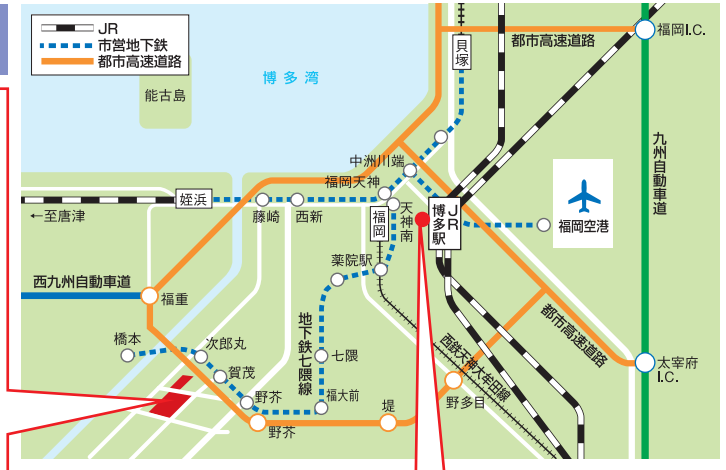 JR
市営地下鉄
都市高速道路
博多湾
能古島
貝塚
都市高速道路
福岡I.C.
九州自動車道
中洲川端
福岡天神
姪浜
←至唐津
藤崎
西新
福岡
天神南
JR
博多駅
福岡空港
薬院駅
西九州自動車道
福重
地下鉄七隈線
橋本
次郎丸
賀茂
七隈
西鉄天神大牟田線
都市高速道路
太宰府
I.C.
野芥
福大前
堤
野多目
野芥